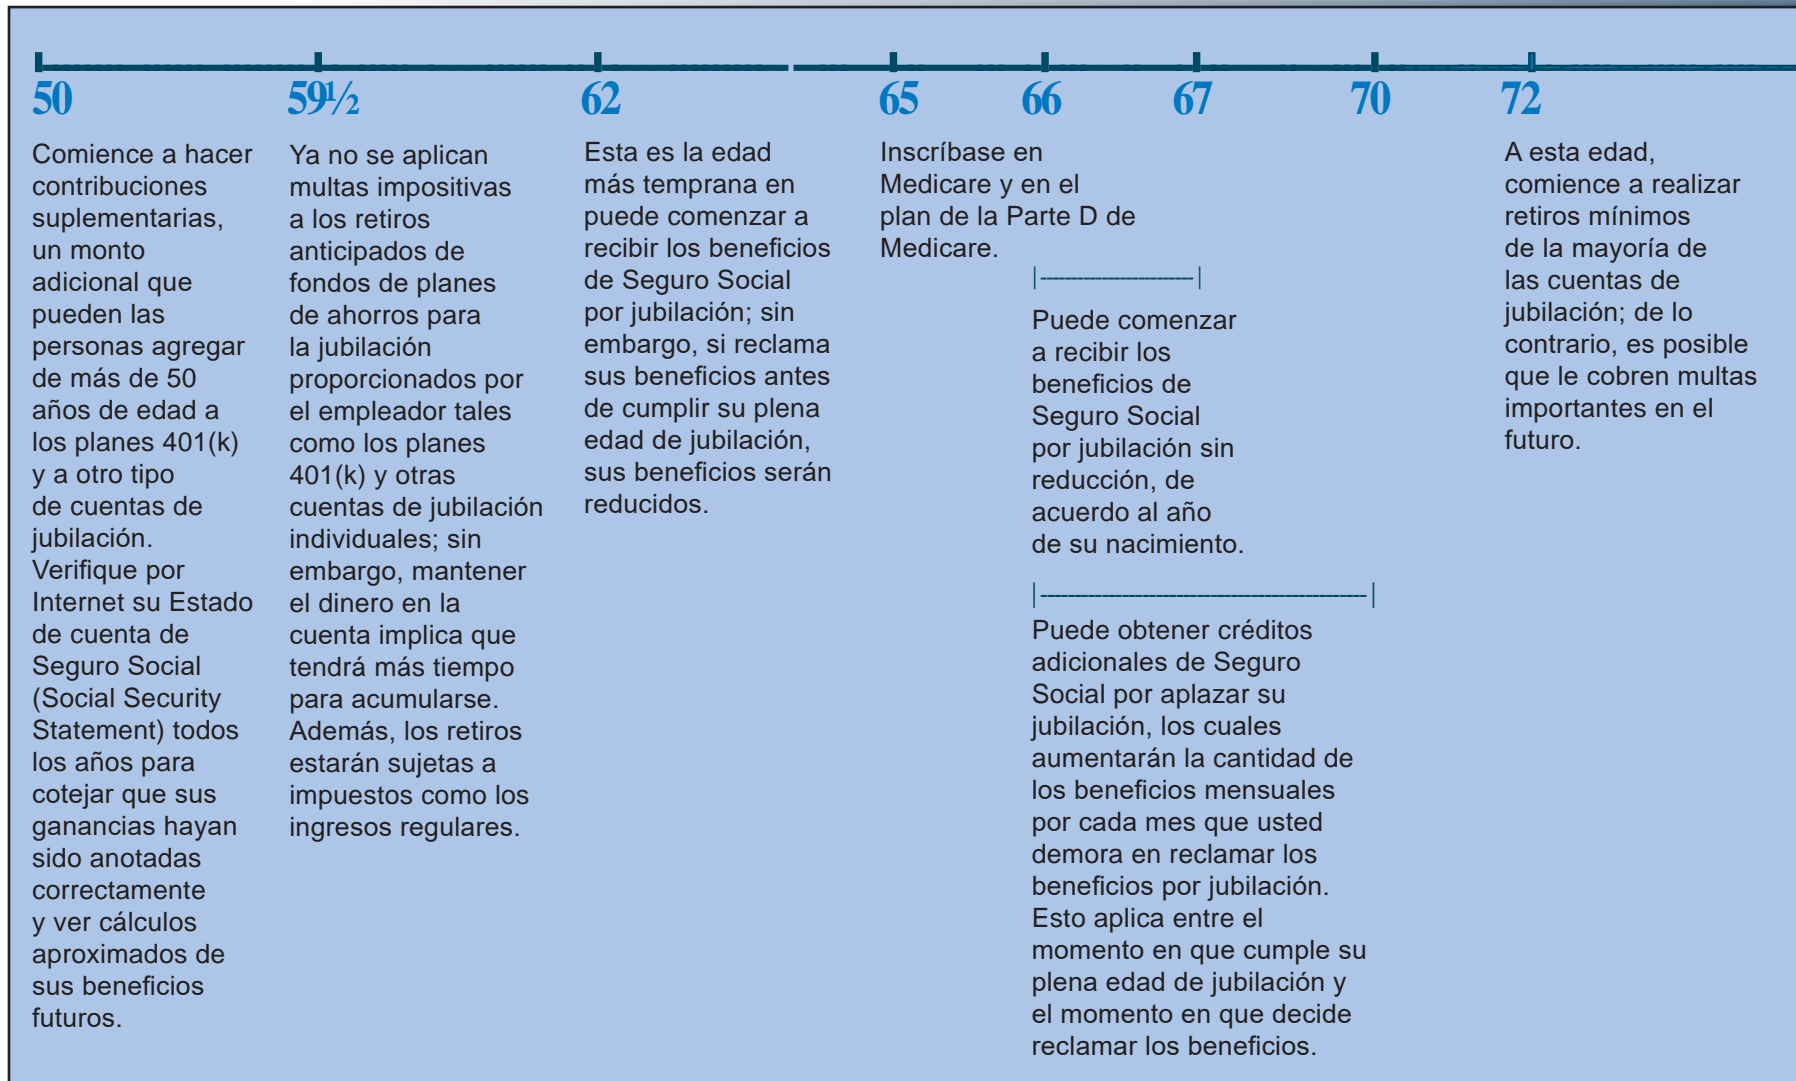 50
Comience a hacer
contribuciones
suplementarias,
un monto
adicional que
pueden las
personas agregar
de más de 50
años de edad a
los planes 401(k)
y a otro tipo
de cuentas de
jubilación.
Verifique por
Internet su Estado
de cuenta de
Seguro Social
(Social Security
Statement) todos
los años para
cotejar que sus
ganancias hayan
sido anotadas
correctamente
y ver cálculos
aproximados de
sus beneficios
futuros.
59½
Ya no se aplican
multas impositivas
a los retiros
anticipados de
fondos de planes
de ahorros para
la jubilación
proporcionados por
el empleador tales
como los planes
401(k) y otras
cuentas de jubilación
individuales; sin
embargo, mantener
el dinero en la
cuenta implica que
tendrá más tiempo
para acumularse.
Además, los retiros
estarán sujetas a
impuestos como los
ingresos regulares.
62
Esta es la edad
más temprana en
puede comenzar a
recibir los beneficios
de Seguro Social
por jubilación; sin
embargo, si reclama
sus beneficios antes
de cumplir su plena
edad de jubilación,
sus beneficios serán
reducidos.
65
Inscríbase en
Medicare y en el
plan de la Parte D de
Medicare.
66
67
70
Puede comenzar
a recibir los
beneficios de
Seguro Social
por jubilación sin
reducción, de
acuerdo al año
de su nacimiento.
Puede obtener créditos
adicionales de Seguro
Social por aplazar su
jubilación, los cuales
aumentarán la cantidad de
los beneficios mensuales
por cada mes que usted
demora en reclamar los
beneficios por jubilación.
Esto aplica entre el
momento en que cumple su
plena edad de jubilación y
el momento en que decide
reclamar los beneficios.
72
A esta edad,
comience a realizar
retiros mínimos
de la mayoría de
las cuentas de
jubilación; de lo
contrario, es posible
que le cobren multas
importantes en el
futuro.